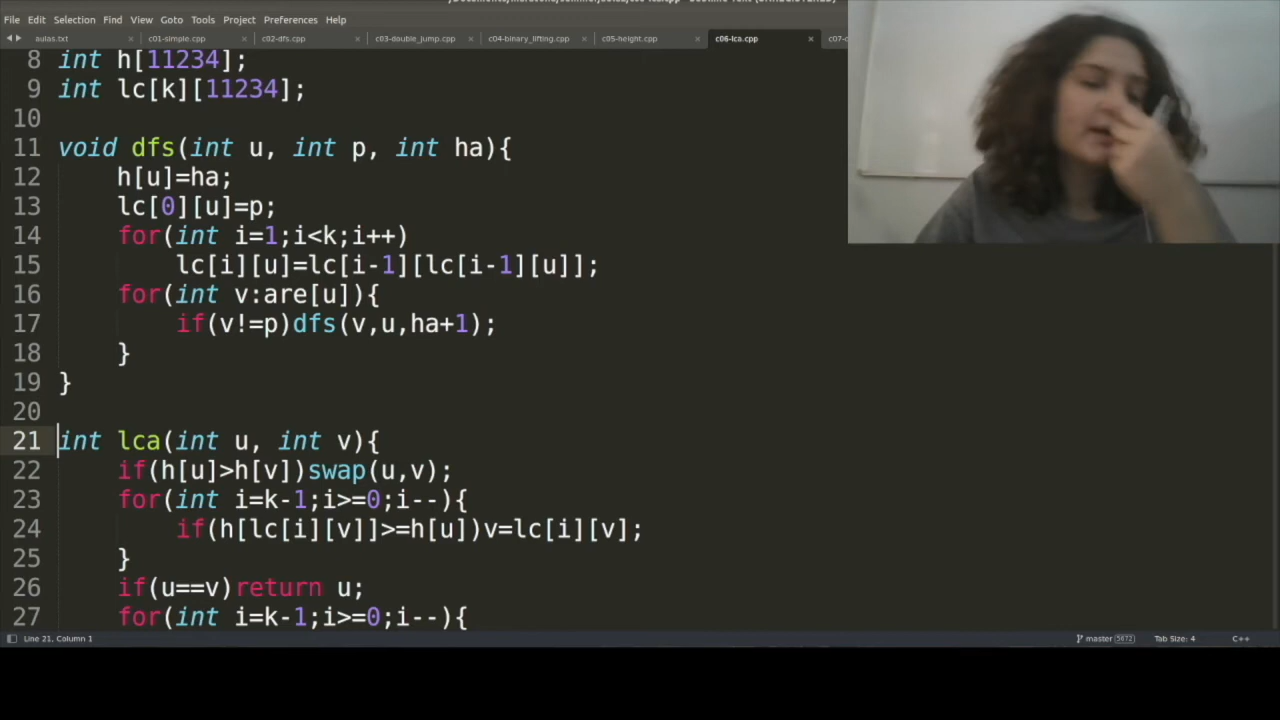 File Edit Selection Find View Goto Tools Project Preferences Help
aulas.txt × c01-simple.cpp × c02-dfs.cpp × c03-double_jump.cpp × c04-binary_lifting.cpp × c05-height.cpp × c06-lca.cpp ×
8 int h[11234];
9 int lc[k][11234];
10
11 void dfs(int u, int p, int ha){
12 h[u]=ha;
13 lc[0][u]=p;
14 for(int i=1;i<k;i++)
15 lc[i][u]=lc[i-1][lc[i-1][u]];
16 for(int v:are[u]){
17 if(v!=p)dfs(v,u,ha+1);
18 }
19 }
20
21 int lca(int u, int v){
22 if(h[u]>h[v])swap(u,v);
23 for(int i=k-1;i>=0;i--){
24 if(h[lc[i][v]]>=h[u])v=lc[i][v];
25 }
26 if(u==v)return u;
27 for(int i=k-1;i>=0;i--){
Line 21, Column 1 master 5672 Tab Size: 4 C++